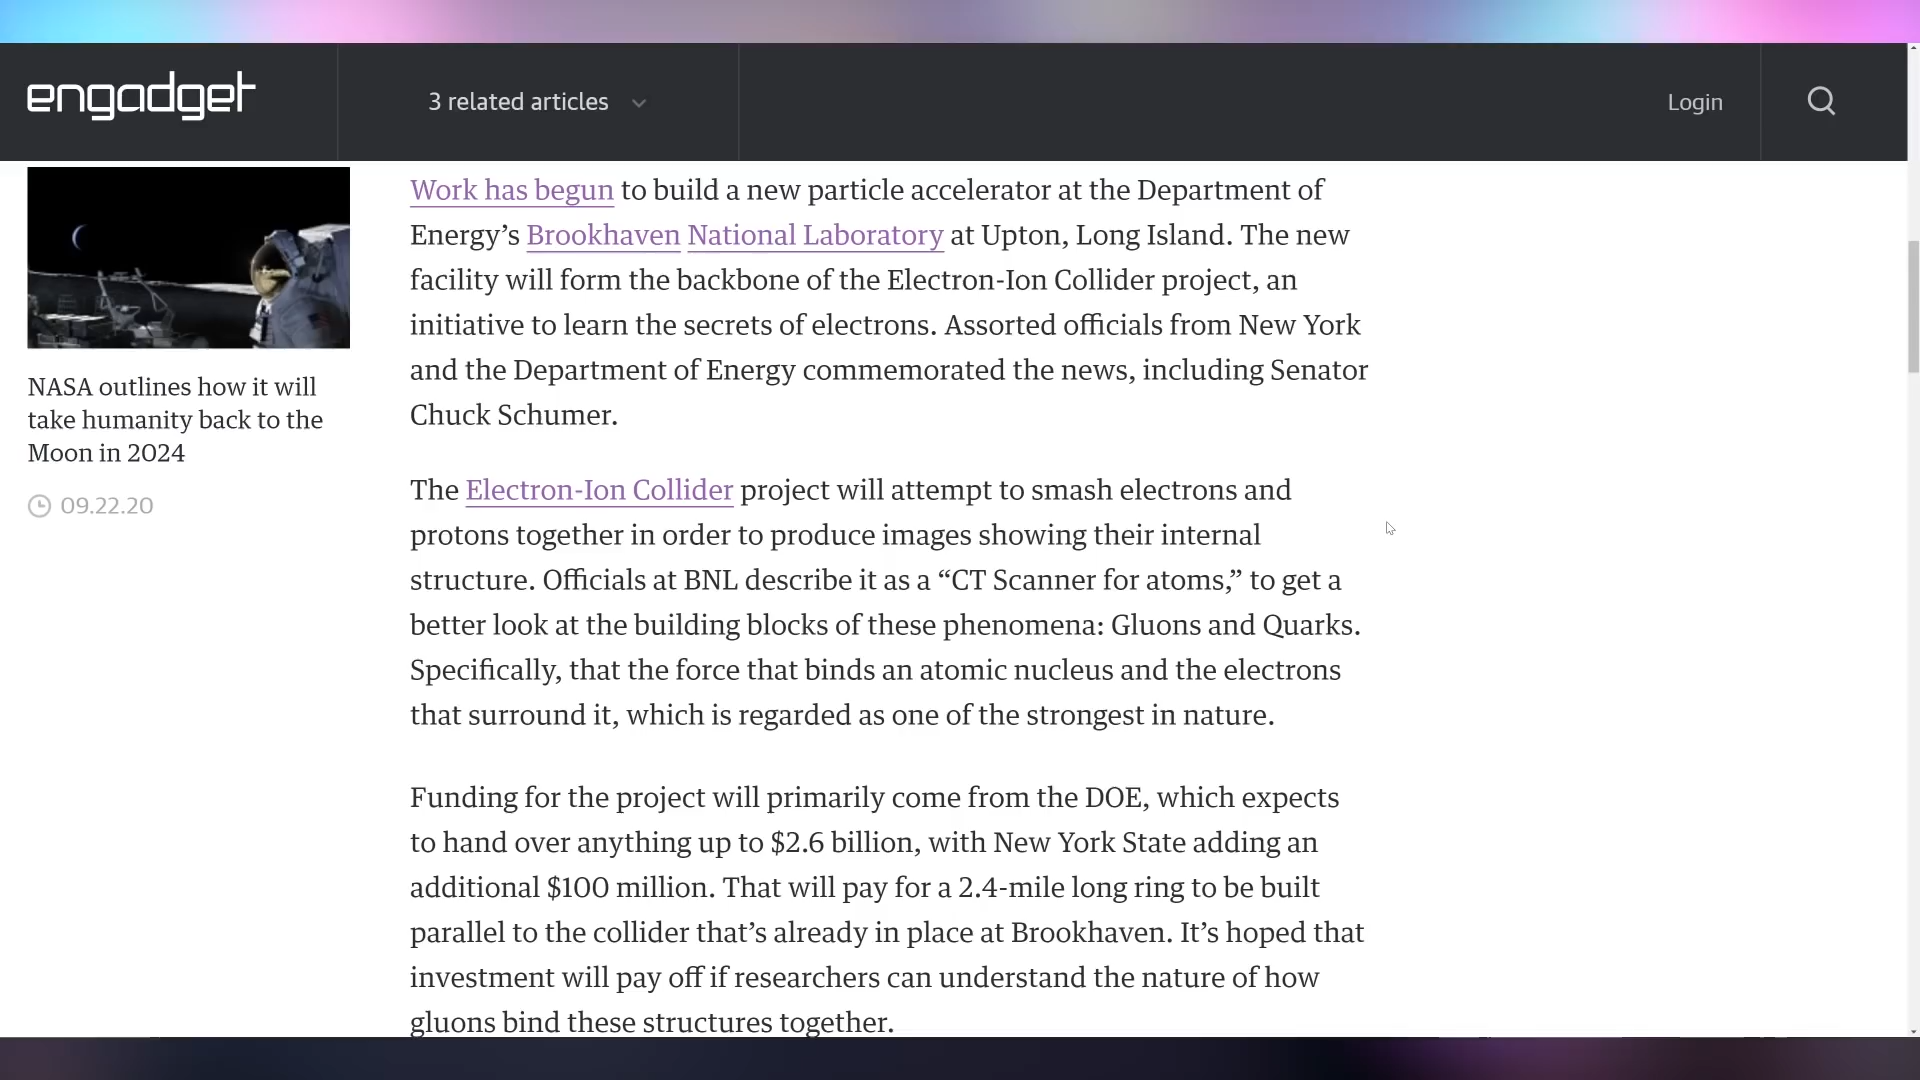 engadget
3 related articles
Login
NASA outlines how it will
take humanity back to the
Moon in 2024
09.22.20
Work has begun to build a new particle accelerator at the Department of
Energy’s Brookhaven National Laboratory at Upton, Long Island. The new
facility will form the backbone of the Electron-Ion Collider project, an
initiative to learn the secrets of electrons. Assorted officials from New York
and the Department of Energy commemorated the news, including Senator
Chuck Schumer.
The Electron-Ion Collider project will attempt to smash electrons and
protons together in order to produce images showing their internal
structure. Officials at BNL describe it as a “CT Scanner for atoms,” to get a
better look at the building blocks of these phenomena: Gluons and Quarks.
Specifically, that the force that binds an atomic nucleus and the electrons
that surround it, which is regarded as one of the strongest in nature.
Funding for the project will primarily come from the DOE, which expects
to hand over anything up to $2.6 billion, with New York State adding an
additional $100 million. That will pay for a 2.4-mile long ring to be built
parallel to the collider that’s already in place at Brookhaven. It’s hoped that
investment will pay off if researchers can understand the nature of how
gluons bind these structures together.